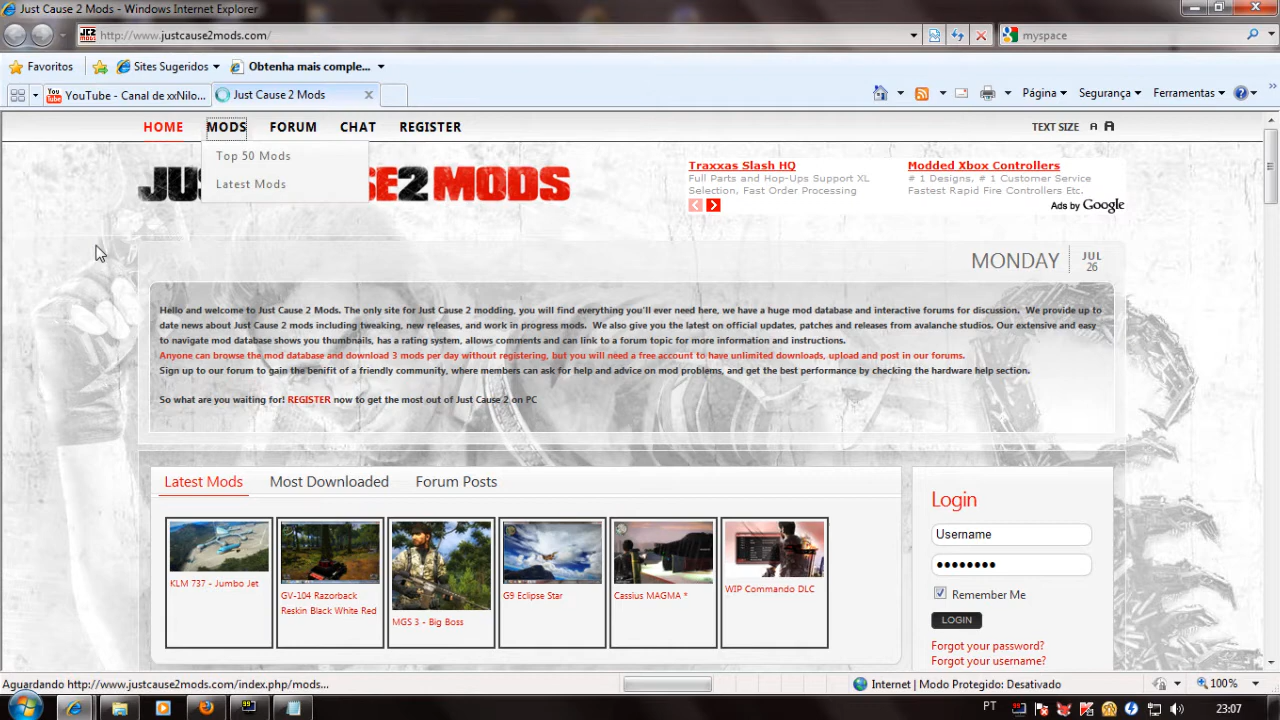 Just Cause 2 Mods - Windows Internet Explorer
http://www.justcause2mods.com/
myspace
Favoritos
Sites Sugeridos
Obtenha mais comple...
YouTube - Canal de xxNilo...
Just Cause 2 Mods
Página
Segurança
Ferramentas
HOME MODS FORUM CHAT REGISTER
TEXT SIZE A A
Top 50 Mods
Latest Mods
SE2MODS
Traxxas Slash HQ
Full Parts and Hop-Ups Support XL
Selection, Fast Order Processing
Modded Xbox Controllers
# 1 Designs, # 1 Customer Service
Fastest Rapid Fire Controllers Etc.
Ads by Google
MONDAY
JUL
26
Hello and welcome to Just Cause 2 Mods. The only site for Just Cause 2 modding, you will find everything you'll ever need here, we have a huge mod database and interactive forums for discussion. We provide up to
date news about Just Cause 2 mods including tweaking, new releases, and work in progress mods. We also give you the latest on official updates, patches and releases from avalanche studios. Our extensive and easy
to navigate mod database shows you thumbnails, has a rating system, allows comments and can link to a forum topic for more information and instructions.
Anyone can browse the mod database and download 3 mods per day without registering, but you will need a free account to have unlimited downloads, upload and post in our forums.
Sign up to our forum to gain the benifit of a friendly community, where members can ask for help and advice on mod problems, and get the best performance by checking the hardware help section.
So what are you waiting for! REGISTER now to get the most out of Just Cause 2 on PC
Latest Mods Most Downloaded Forum Posts
KLM 737 - Jumbo Jet
GV-104 Razorback
Reskin Black White Red
MGS 3 - Big Boss
G9 Eclipse Star
Cassius MAGMA *
WIP Commando DLC
Login
Username
Remember Me
LOGIN
Forgot your password?
Forgot your username?
Aguardando http://www.justcause2mods.com/index.php/mods...
Internet | Modo Protegido: Desativado
100%
PT
23:07